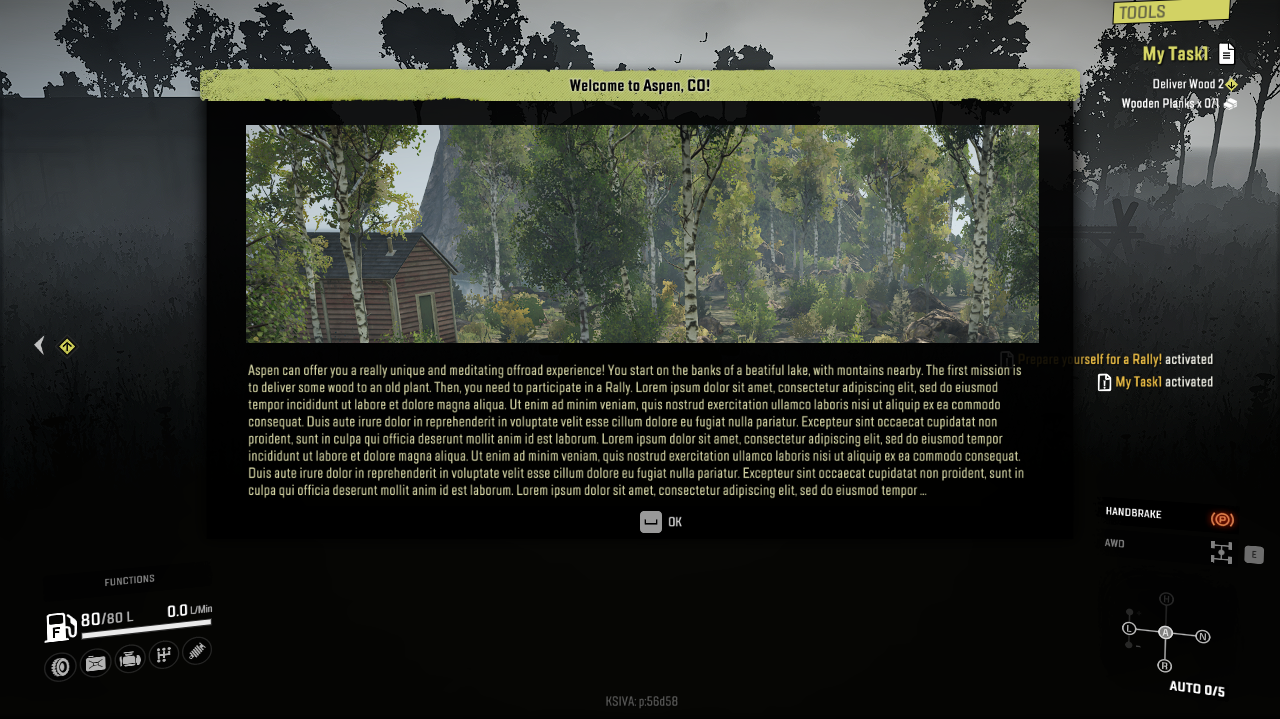 TOOLS
My Task1
Deliver Wood 2
Wooden Planks x 0/1
Welcome to Aspen, CO!
Prepare yourself for a Rally! activated
My Task1 activated
Aspen can offer you a really unique and meditating offroad experience! You start on the banks of a beatiful lake, with montains nearby. The first mission is
to deliver some wood to an old plant. Then, you need to participate in a Rally. Lorem ipsum dolor sit amet, consectetur adipiscing elit, sed do eiusmod
tempor incididunt ut labore et dolore magna aliqua. Ut enim ad minim veniam, quis nostrud exercitation ullamco laboris nisi ut aliquip ex ea commodo
consequat. Duis aute irure dolor in reprehenderit in voluptate velit esse cillum dolore eu fugiat nulla pariatur. Excepteur sint occaecat cupidatat non
proident, sunt in culpa qui officia deserunt mollit anim id est laborum. Lorem ipsum dolor sit amet, consectetur adipiscing elit, sed do eiusmod tempor
incididunt ut labore et dolore magna aliqua. Ut enim ad minim veniam, quis nostrud exercitation ullamco laboris nisi ut aliquip ex ea commodo consequat.
Duis aute irure dolor in reprehenderit in voluptate velit esse cillum dolore eu fugiat nulla pariatur. Excepteur sint occaecat cupidatat non proident, sunt in
culpa qui officia deserunt mollit anim id est laborum. Lorem ipsum dolor sit amet, consectetur adipiscing elit, sed do eiusmod tempor ...
OK
HANDBRAKE
(P)
AWD
E
FUNCTIONS
F 80/80 L 0.0 L/Min
H
L A N
R
AUTO 0/5
KSIVA: p:56d58